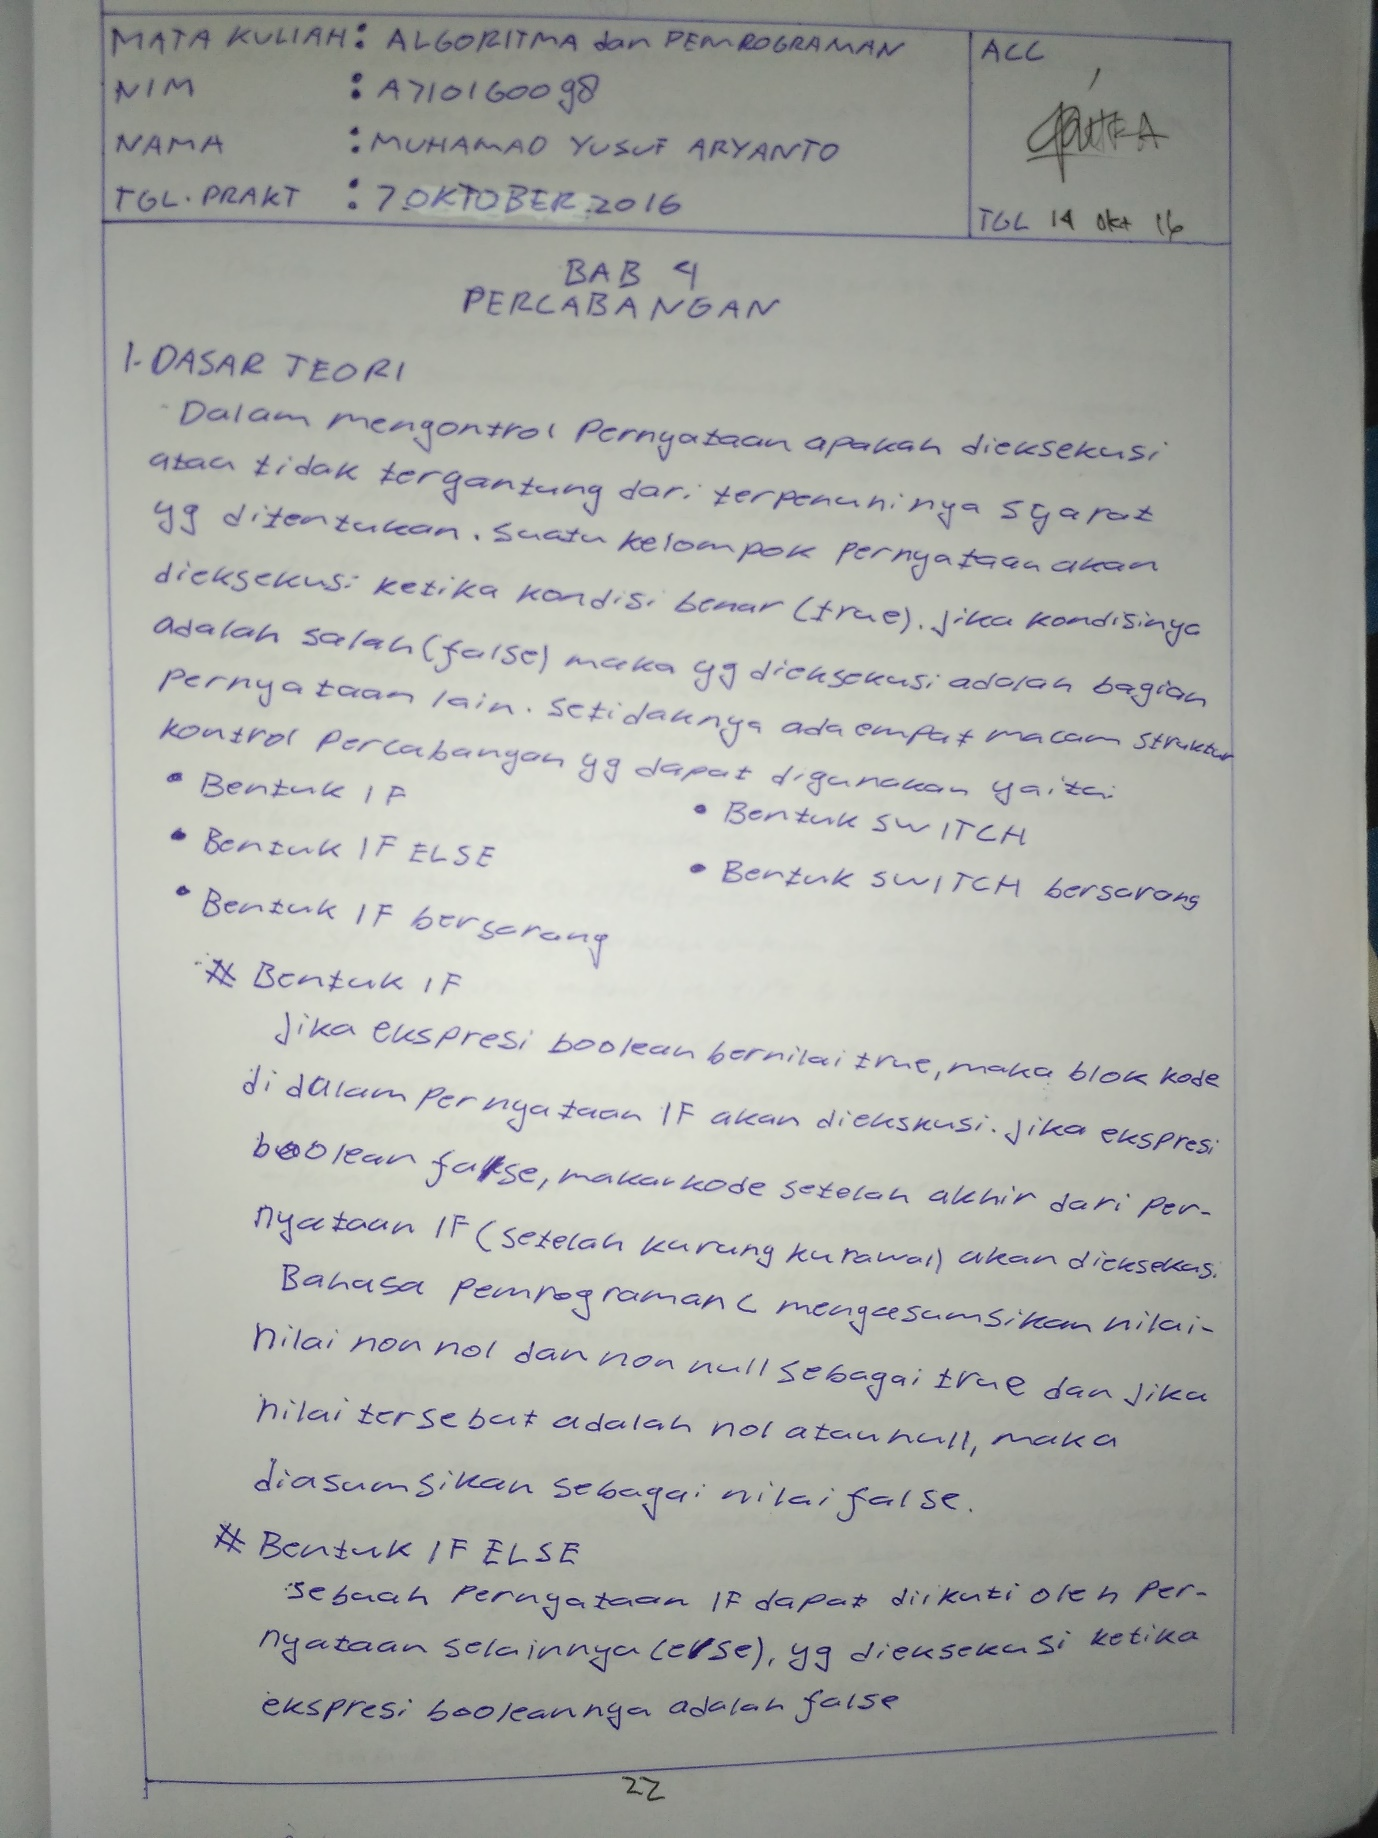 MATA KULIAH : ALGORITMA dan PEMROGRAMAN
NIM : A710160098
NAMA : MUHAMAD YUSUF ARYANTO
TGL. PRAKT : 7 OKTOBER 2016
ACC
TGL 14 okt 16
BAB 4
PERCABANGAN
1. DASAR TEORI
Dalam mengontrol Pernyataan apakah dieksekusi
atau tidak tergantung dari terpenuhinya syarat
yg ditentukan. Suatu kelompok pernyataan akan
dieksekusi ketika kondisi benar (true). Jika kondisinya
adalah salah (false) maka yg dieksekusi adalah bagian
pernyataan lain. Setidaknya ada empat macam struktur
kontrol percabangan yg dapat digunakan yaitu:
• Bentuk IF
• Bentuk SWITCH
• Bentuk IF ELSE
• Bentuk SWITCH bersarang
• Bentuk IF bersarang
# Bentuk IF
Jika ekspresi boolean bernilai true, maka blok kode
di dalam pernyataan IF akan diekskusi. Jika ekspresi
boolean false, maka kode setelah akhir dari per-
nyataan IF (setelah kurung kurawal) akan dieksekusi.
Bahasa pemrograman C mengasumsikan nilai-
nilai non nol dan non null sebagai true dan jika
nilai tersebut adalah nol atau null, maka
diasumsikan sebagai nilai false.
# Bentuk IF ELSE
Sebuah Pernyataan IF dapat diikuti oleh Per-
nyataan selainnya (else), yg dieksekusi ketika
ekspresi booleannya adalah false
22